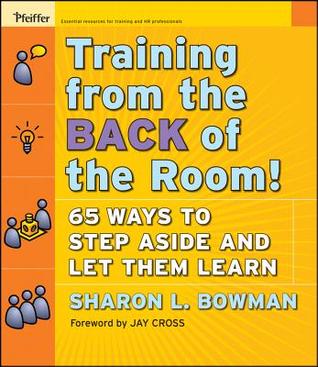 Pfeiffer
Essential resources for training and HR professionals
Training
from the
BACK of
the Room!
65 WAYS TO
STEP ASIDE AND
LET THEM LEARN
SHARON L. BOWMAN
Foreword by JAY CROSS